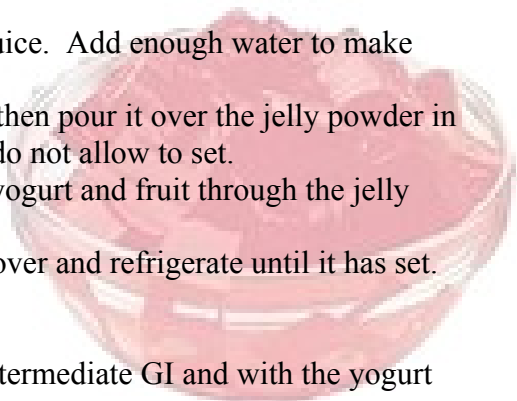 uice. Add enough water to make
then pour it over the jelly powder in
do not allow to set.
yogurt and fruit through the jelly
over and refrigerate until it has set.
termediate GI and with the yogurt